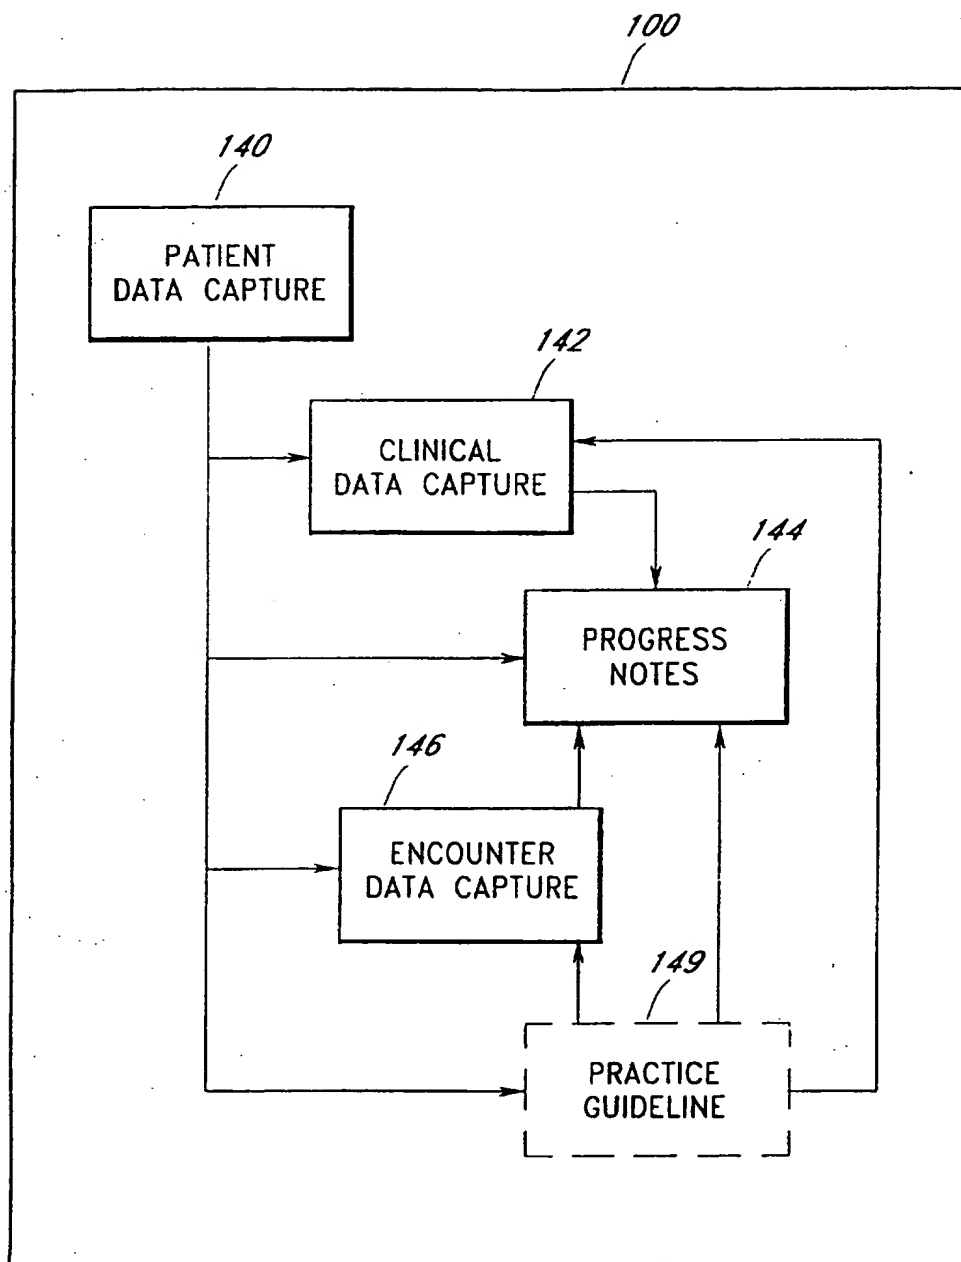 100
140
PATIENT
DATA CAPTURE
142
CLINICAL
DATA CAPTURE
144
PROGRESS
NOTES
146
ENCOUNTER
DATA CAPTURE
149
PRACTICE
GUIDELINE